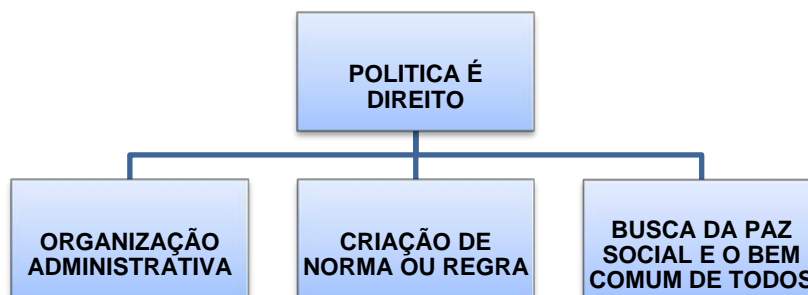 POLITICA É
DIREITO
ORGANIZAÇÃO
ADMINISTRATIVA
CRIAÇÃO DE
NORMA OU REGRA
BUSCA DA PAZ
SOCIAL E O BEM
COMUM DE TODOS